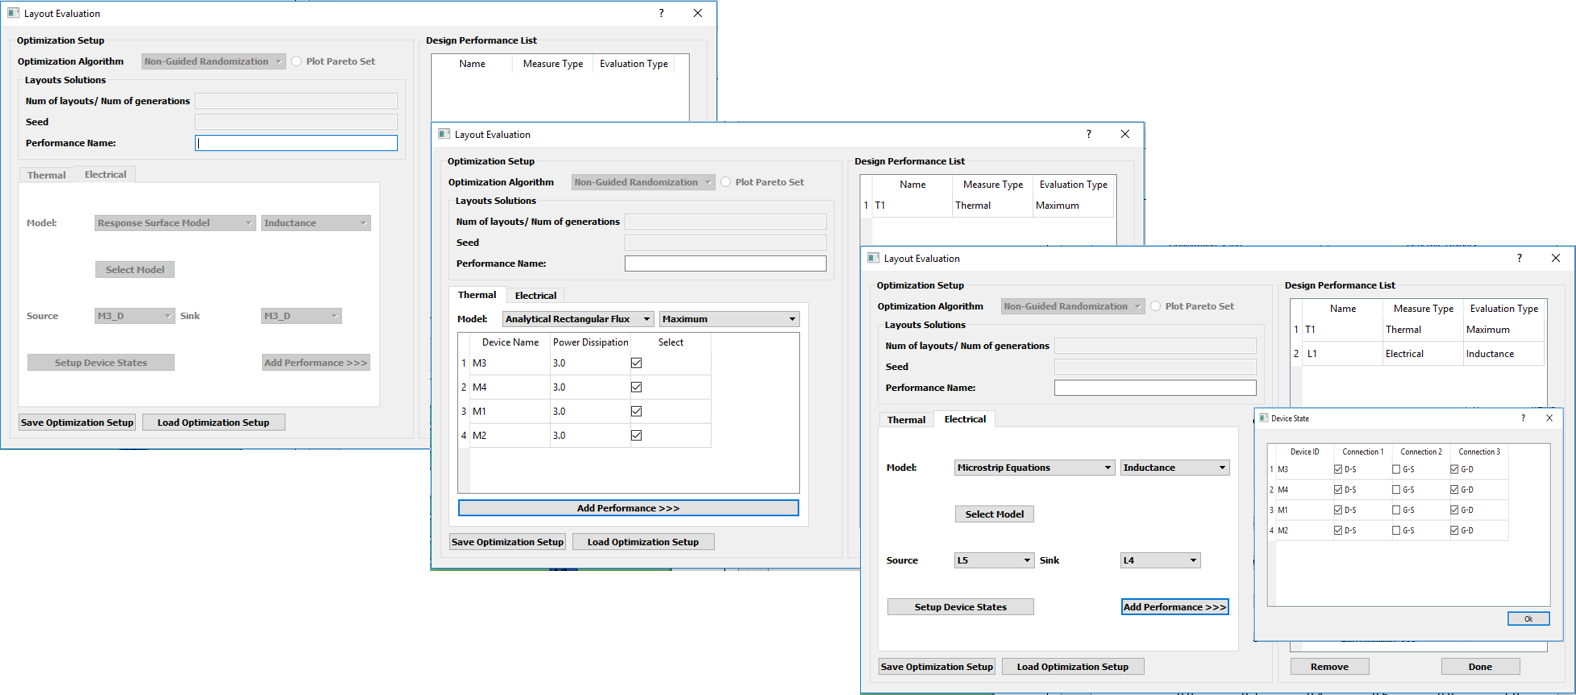 Layout Evaluation ?
Optimization Setup
Optimization Algorithm Non-Guided Randomization Plot Pareto Set
Layouts Solutions
Num of layouts/ Num of generations
Seed
Performance Name:
Thermal Electrical
Model: Response Surface Model Inductance
Select Model
Source M3_D Sink M3_D
Setup Device States Add Performance >>>
Save Optimization Setup Load Optimization Setup
Design Performance List
Name Measure Type Evaluation Type
Layout Evaluation ?
Optimization Setup
Optimization Algorithm Non-Guided Randomization Plot Pareto Set
Layouts Solutions
Num of layouts/ Num of generations
Seed
Performance Name:
Thermal Electrical
Model: Analytical Rectangular Flux Maximum
Device Name Power Dissipation Select
1 M3 3.0
2 M4 3.0
3 M1 3.0
4 M2 3.0
Add Performance >>>
Save Optimization Setup Load Optimization Setup
Design Performance List
Name Measure Type Evaluation Type
1 T1 Thermal Maximum
Layout Evaluation ?
Optimization Setup
Optimization Algorithm Non-Guided Randomization Plot Pareto Set
Layouts Solutions
Num of layouts/ Num of generations
Seed
Performance Name:
Thermal Electrical
Model: Microstrip Equations Inductance
Select Model
Source L5 Sink L4
Setup Device States Add Performance >>>
Save Optimization Setup Load Optimization Setup
Design Performance List
Name Measure Type Evaluation Type
1 T1 Thermal Maximum
2 L1 Electrical Inductance
Device State ?
Device ID Connection 1 Connection 2 Connection 3
1 M3 D-S G-S G-D
2 M4 D-S G-S G-D
3 M1 D-S G-S G-D
4 M2 D-S G-S G-D
Ok
Remove Done